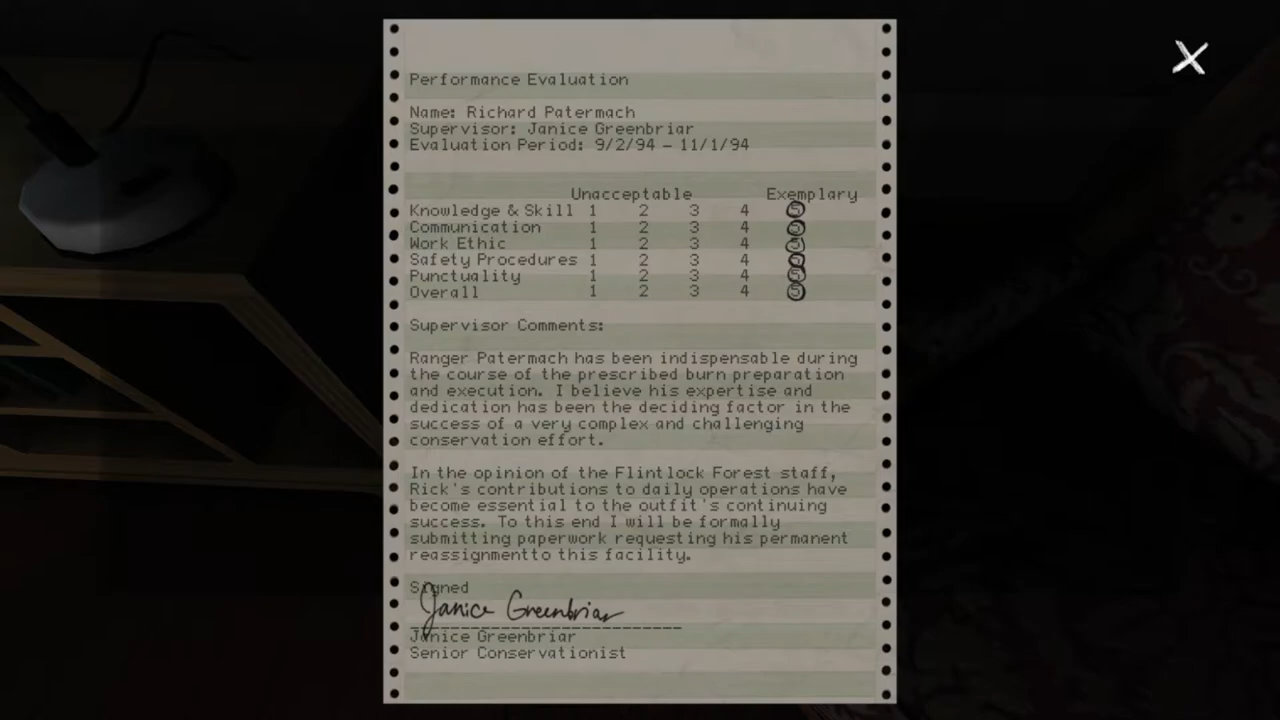 Performance Evaluation
Name: Richard Patermach
Supervisor: Janice Greenbriar
Evaluation Period: 9/2/94 - 11/1/94
Unacceptable Exemplary
Knowledge & Skill 1 2 3 4 5
Communication 1 2 3 4 5
Work Ethic 1 2 3 4 5
Safety Procedures 1 2 3 4 5
Punctuality 1 2 3 4 5
Overall 1 2 3 4 5
Supervisor Comments:
Ranger Patermach has been indispensable during
the course of the prescribed burn preparation
and execution. I believe his expertise and
dedication has been the deciding factor in the
success of a very complex and challenging
conservation effort.
In the opinion of the Flintlock Forest staff,
Rick's contributions to daily operations have
become essential to the outfit's continuing
success. To this end I will be formally
submitting paperwork requesting his permanent
reassignmentto this facility.
Signed
Janice Greenbriar
Janice Greenbriar
Senior Conservationist